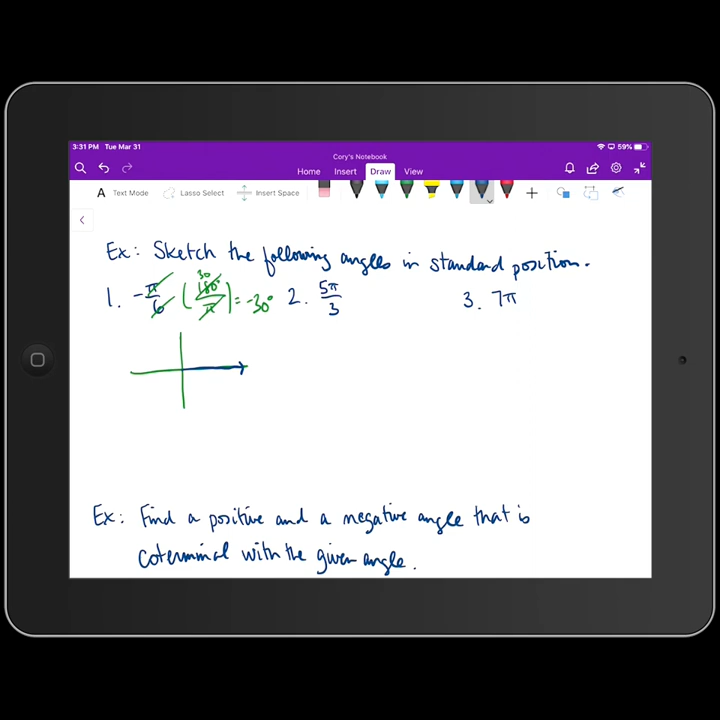 3:31 PM Tue Mar 31
59%
Cory's Notebook
Home Insert Draw View
A Text Mode Lasso Select Insert Space
Ex: Sketch the following angles in standard position.
1. -π/6 (180°/π) = -30° 2. 5π/3 3. 7π
30
Ex: Find a positive and a negative angle that is
coterminal with the given angle.